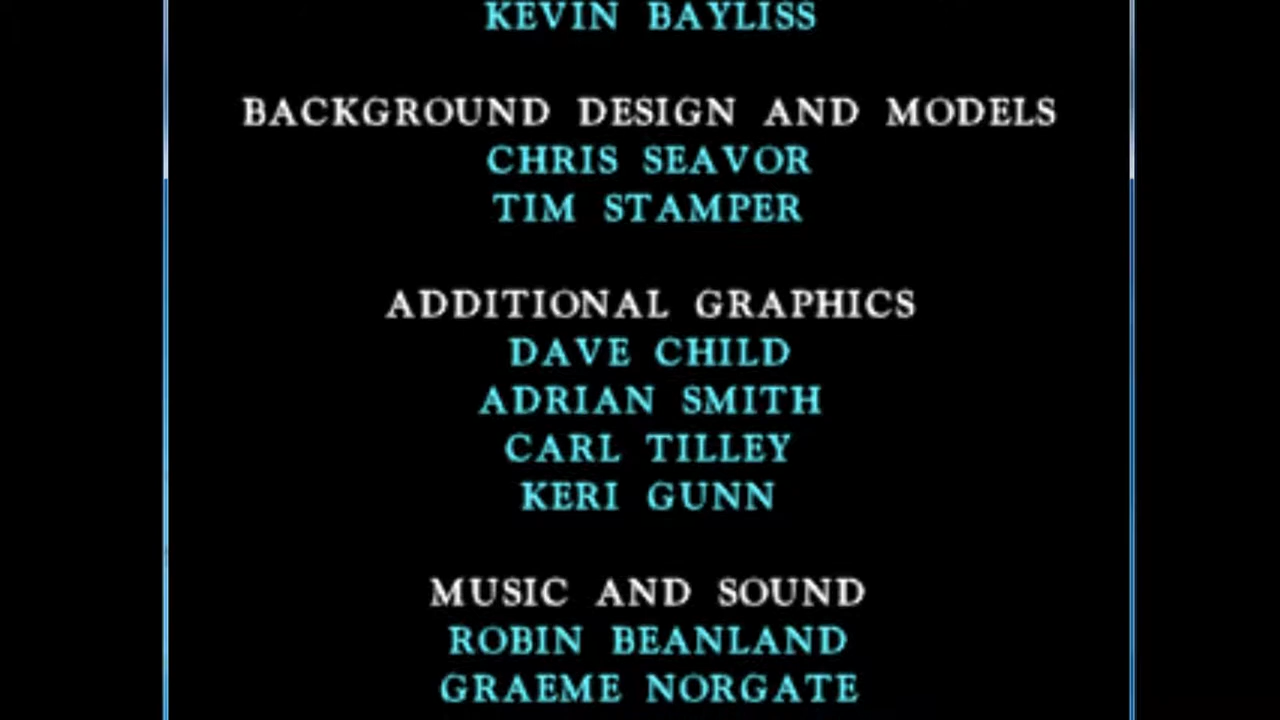 KEVIN BAYLISS
BACKGROUND DESIGN AND MODELS
CHRIS SEAVOR
TIM STAMPER
ADDITIONAL GRAPHICS
DAVE CHILD
ADRIAN SMITH
CARL TILLEY
KERI GUNN
MUSIC AND SOUND
ROBIN BEANLAND
GRAEME NORGATE